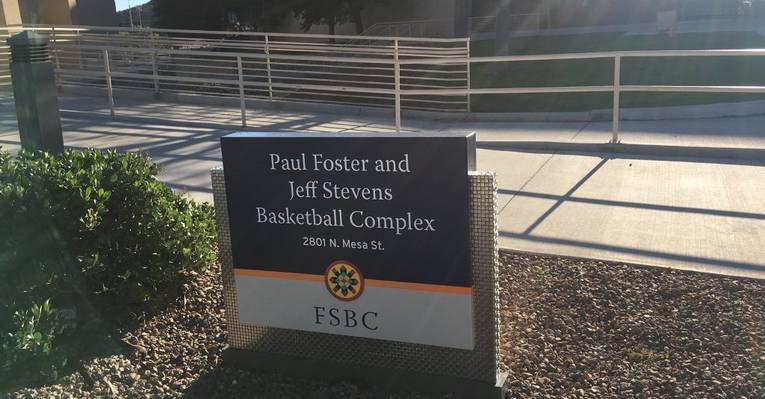 Paul Foster and
Jeff Stevens
Basketball Complex
2801 N. Mesa St.
FSBC